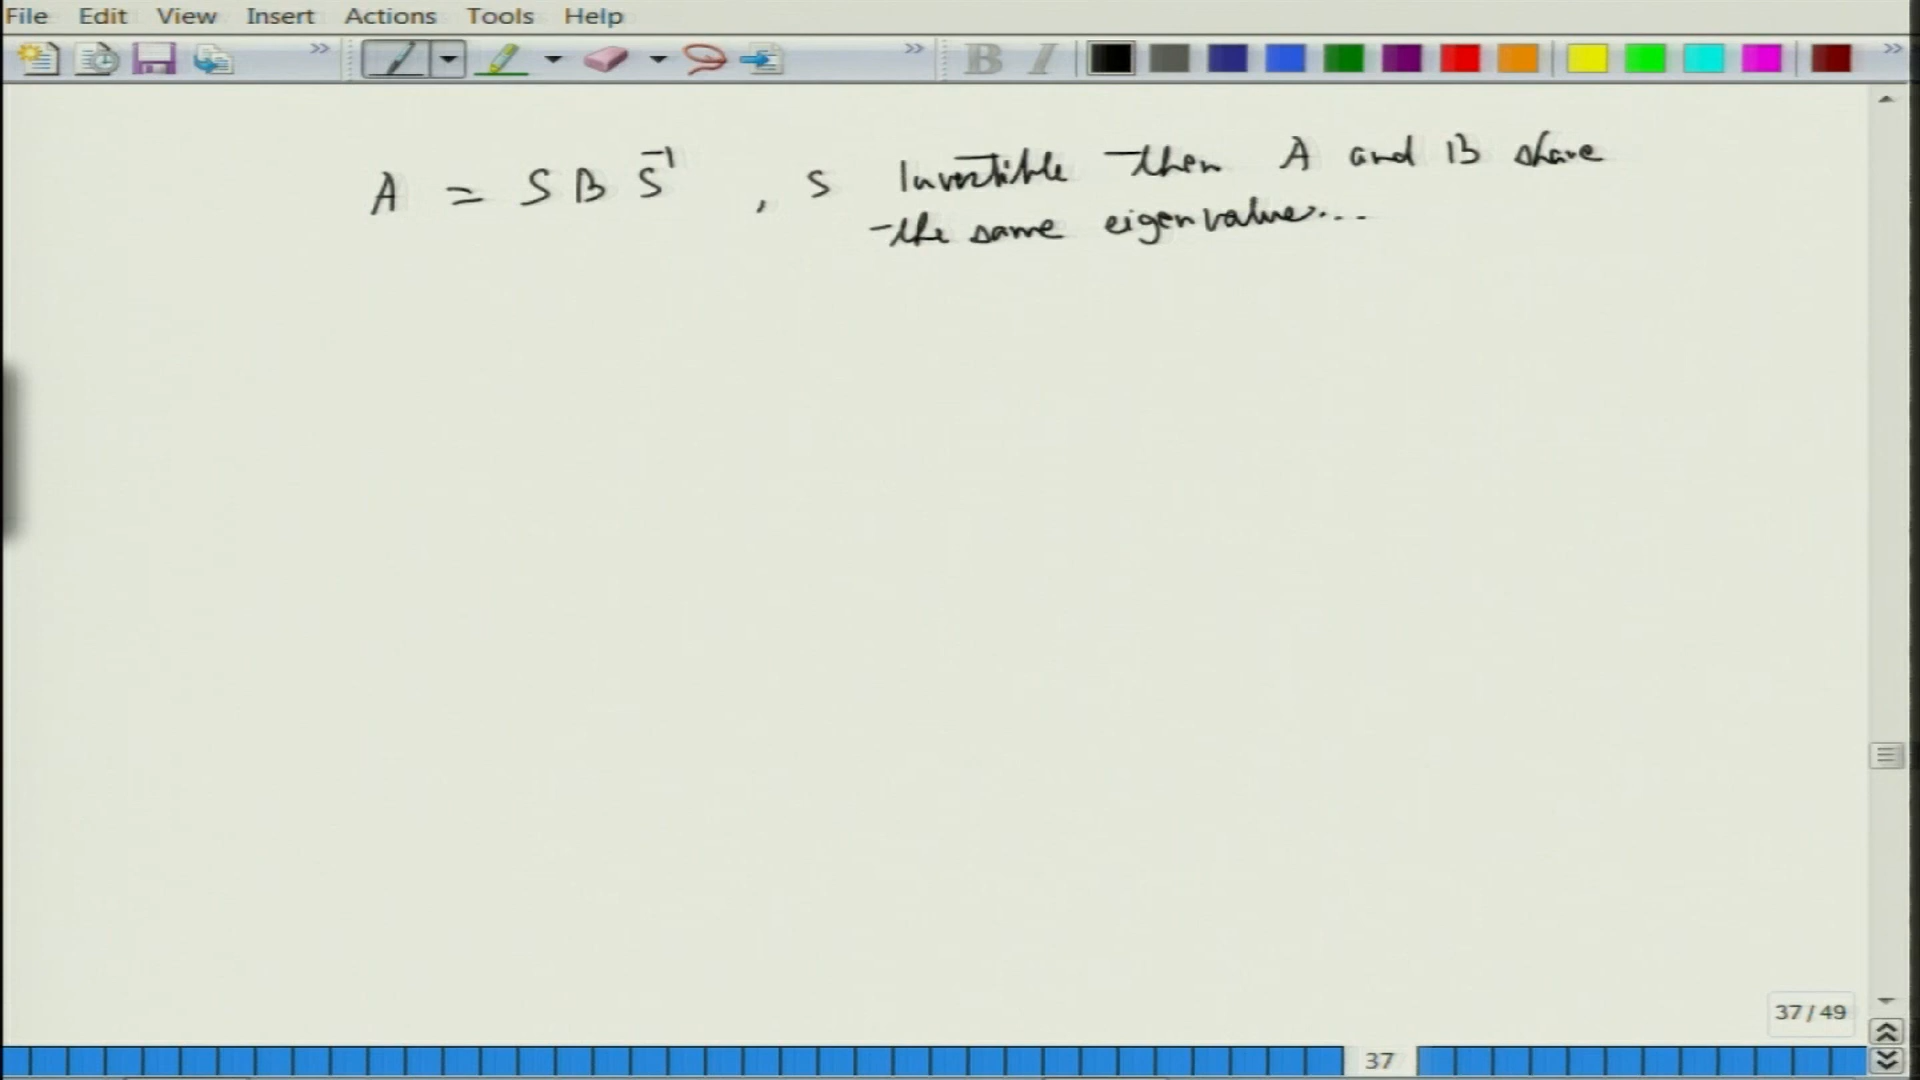 File Edit View Insert Actions Tools Help
B I
A = S B S⁻¹ , S Invertible then A and B share
the same eigenvalues...
37 / 49
37